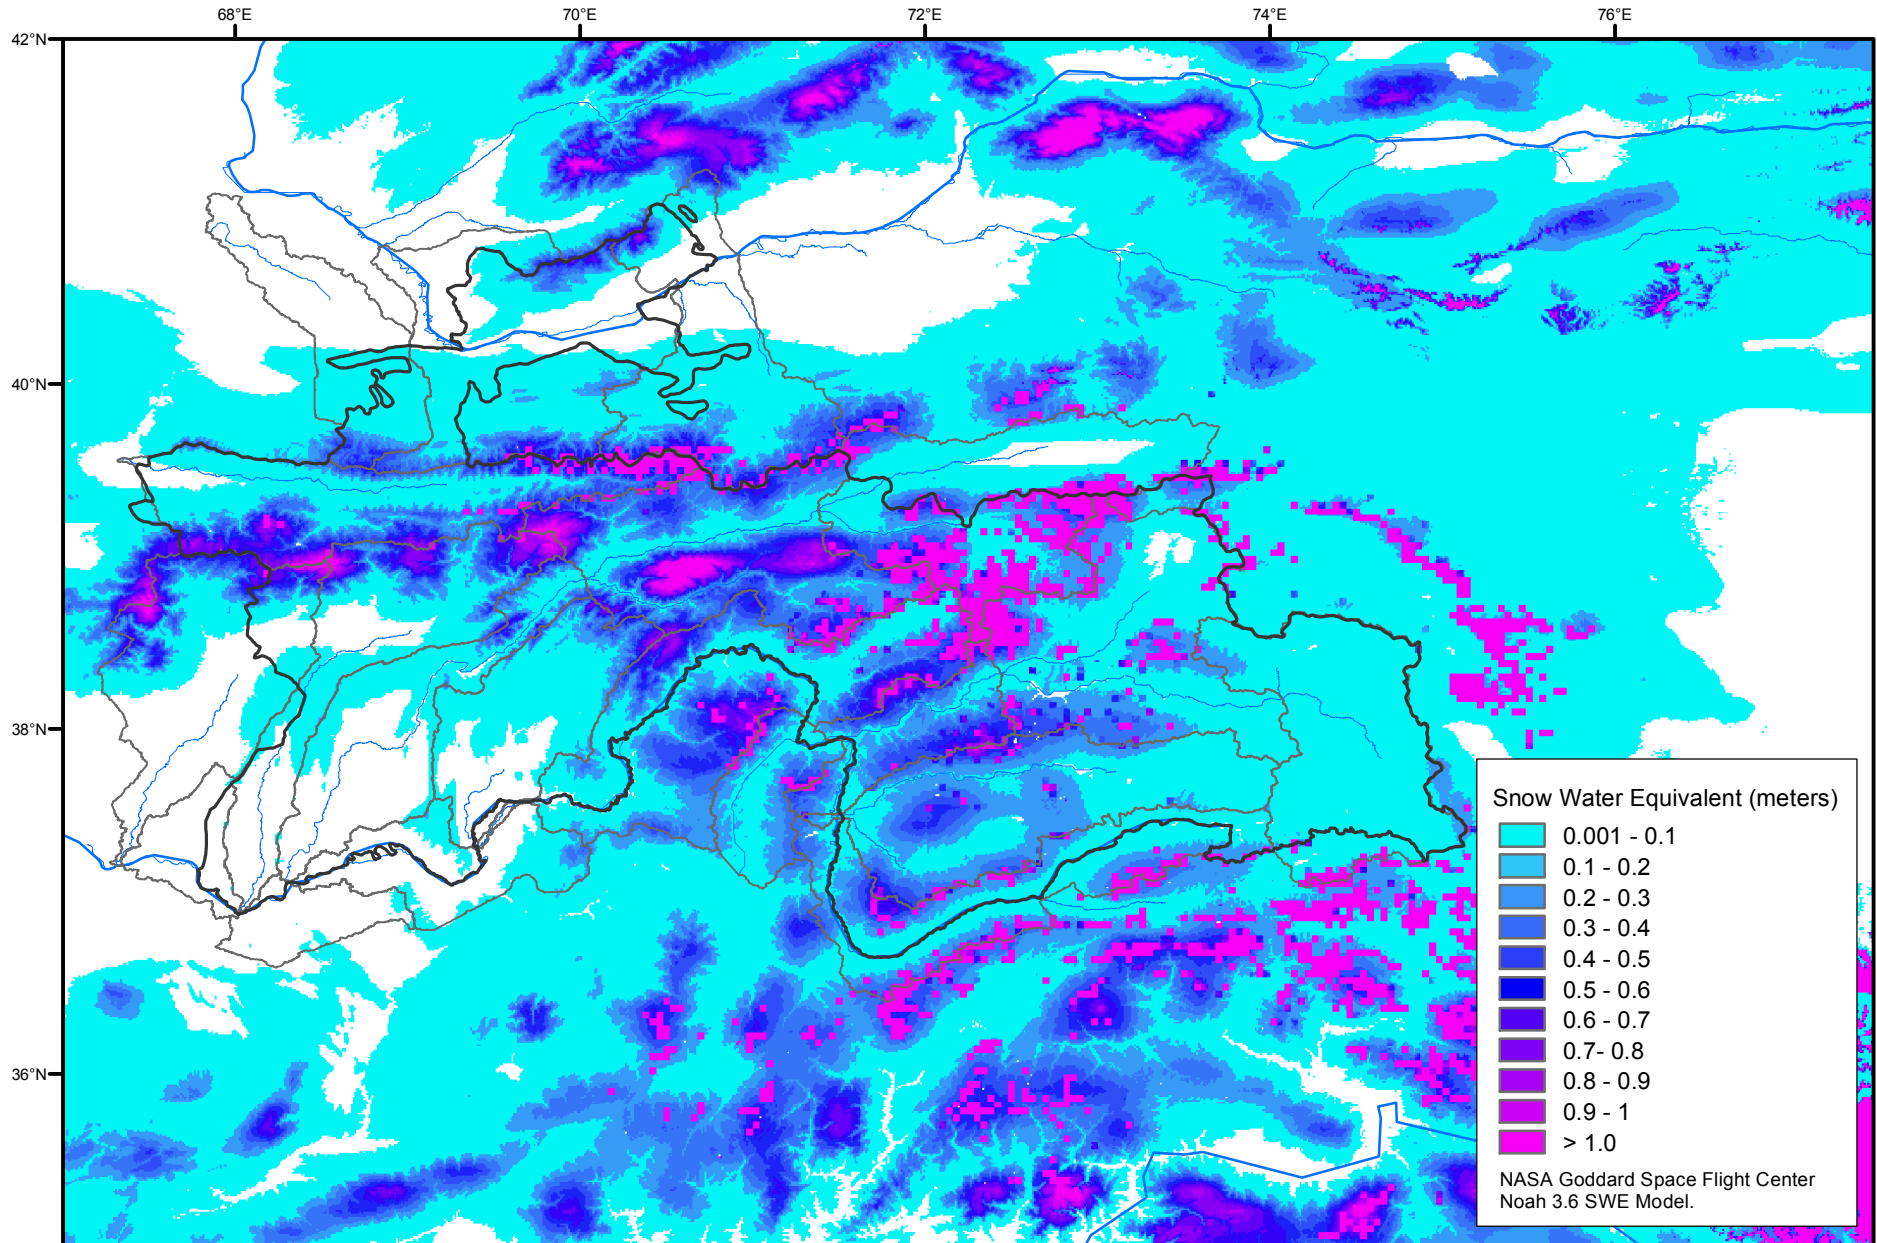 68°E 70°E 72°E 74°E 76°E
42°N
40°N
38°N
36°N
Snow Water Equivalent (meters)
0.001 - 0.1
0.1 - 0.2
0.2 - 0.3
0.3 - 0.4
0.4 - 0.5
0.5 - 0.6
0.6 - 0.7
0.7- 0.8
0.8 - 0.9
0.9 - 1
> 1.0
NASA Goddard Space Flight Center
Noah 3.6 SWE Model.